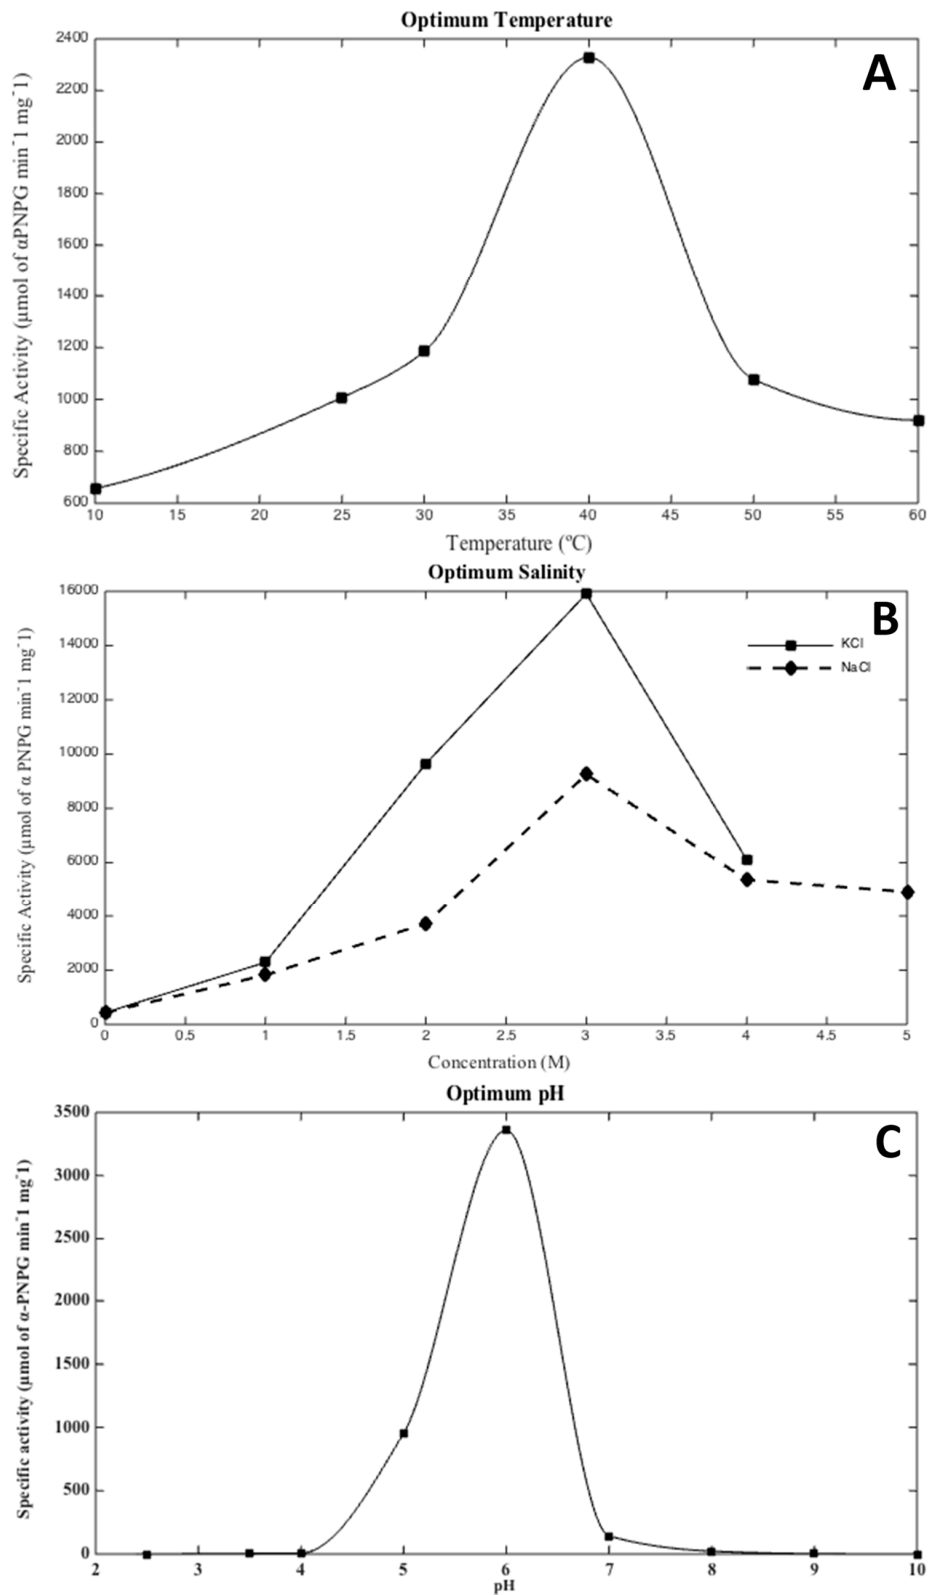 Optimum Temperature
A
2400
2200
2000
1800
1600
1400
1200
1000
800
600
Specific Activity (µmol of αPNPG min⁻1 mg⁻1)
10 15 20 25 30 35 40 45 50 55 60
Temperature (ºC)
Optimum Salinity
B
KCl
NaCl
16000
14000
12000
10000
8000
6000
4000
2000
0
Specific Activity (µmol of α PNPG min⁻1 mg⁻1)
0 0.5 1 1.5 2 2.5 3 3.5 4 4.5 5
Concentration (M)
Optimum pH
C
3500
3000
2500
2000
1500
1000
500
0
Specific activity (µmol of α-PNPG min⁻1 mg⁻1)
2 3 4 5 6 7 8 9 10
pH